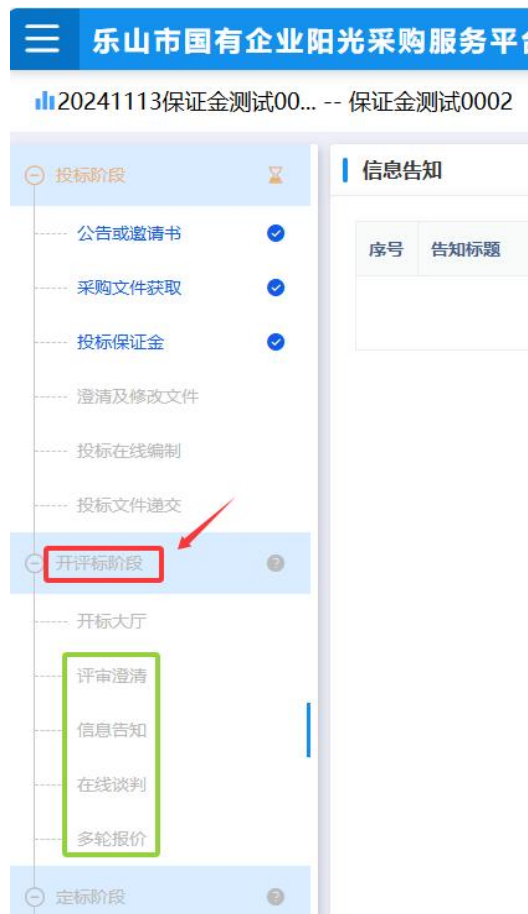 乐山市国有企业阳光采购服务平台
20241113保证金测试00... -- 保证金测试0002
投标阶段
公告或邀请书
采购文件获取
投标保证金
澄清及修改文件
投标在线编制
投标文件递交
开评标阶段
开标大厅
评审澄清
信息告知
在线谈判
多轮报价
定标阶段
信息告知
序号 告知标题